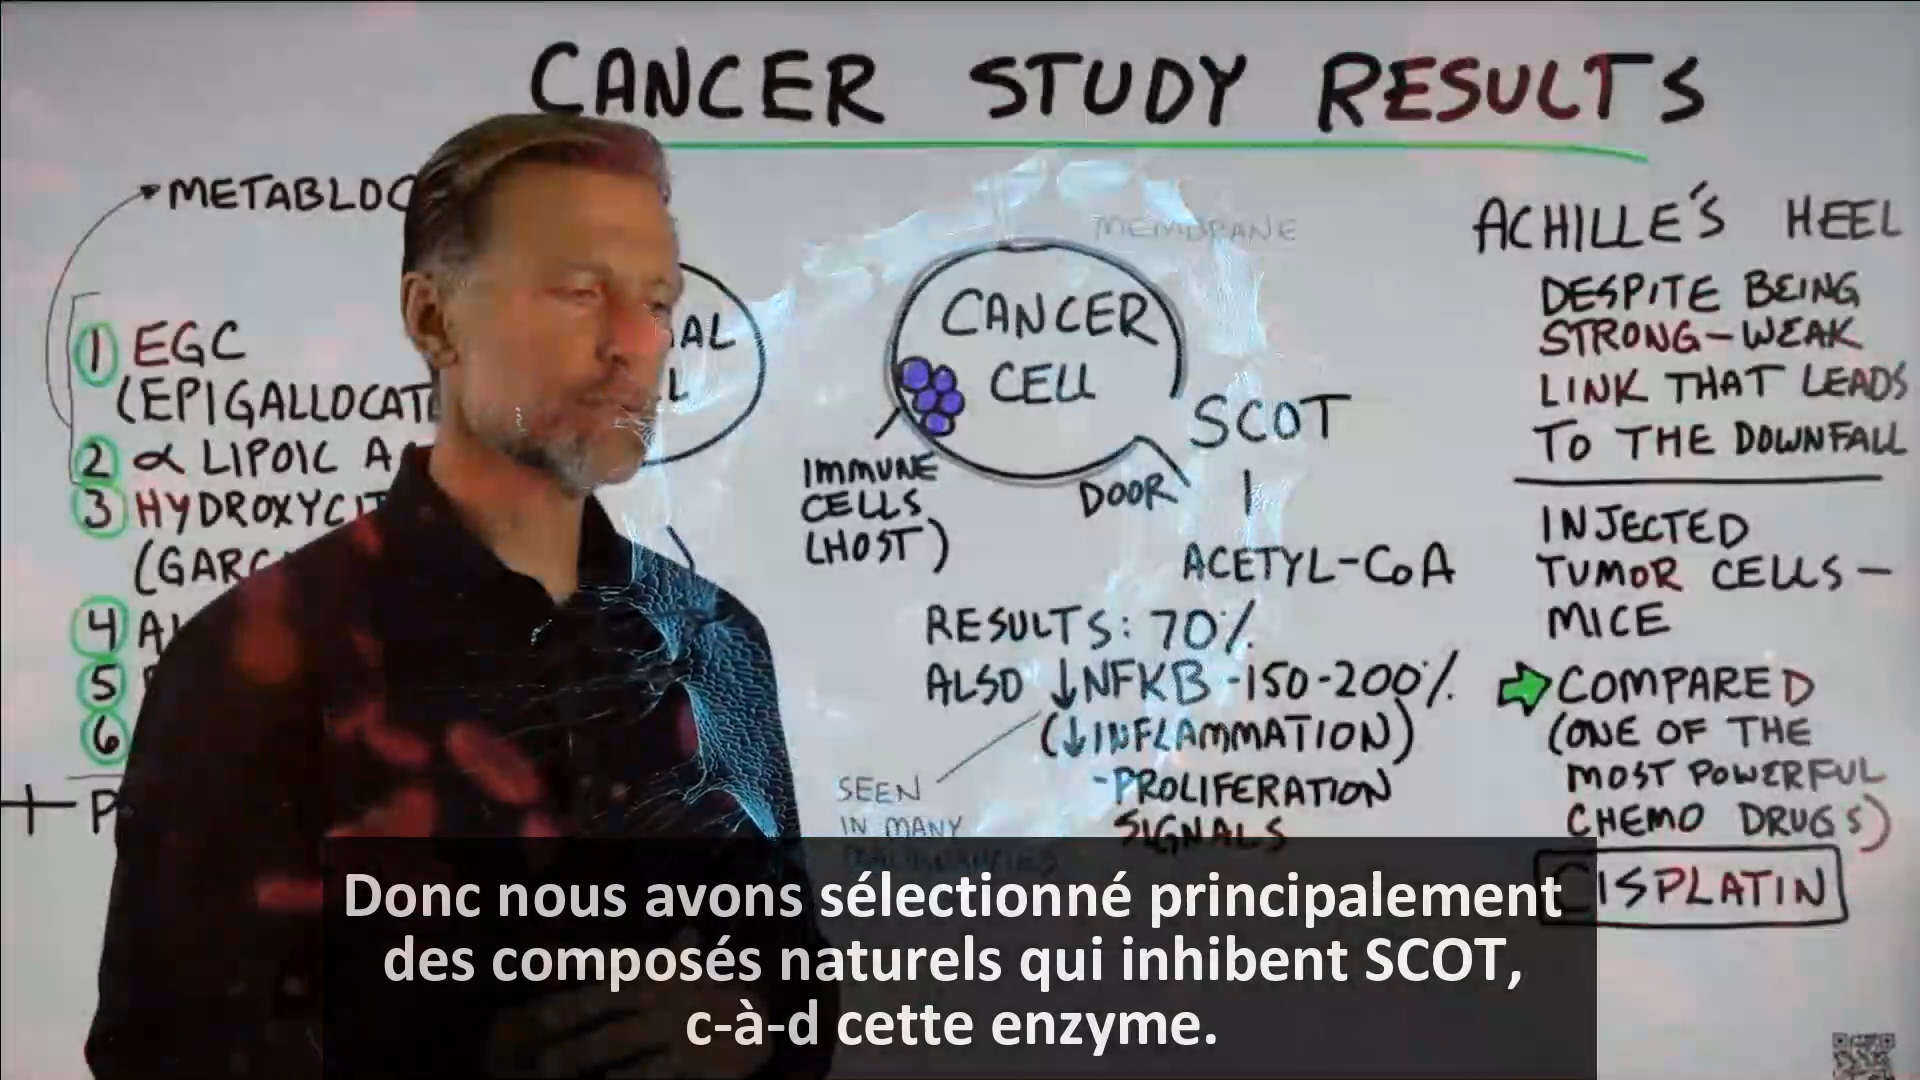 CANCER STUDY RESULTS
METABLOC
1 EGC
(EPIGALLOCAT
2 α LIPOIC A
3 HYDROXYCIT
(GARC
4 AL
5
6
+ P
AL
L
MEMBRANE
CANCER
CELL
IMMUNE
CELLS
(HOST)
DOOR
SCOT
ACETYL-CoA
RESULTS: 70%
ALSO ↓NFKB -150-200%
(↓INFLAMMATION)
-PROLIFERATION
SIGNALS
SEEN
IN MANY
MALIGNANCIES
ACHILLE'S HEEL
DESPITE BEING
STRONG-WEAK
LINK THAT LEADS
TO THE DOWNFALL
INJECTED
TUMOR CELLS-
MICE
COMPARED
(ONE OF THE
MOST POWERFUL
CHEMO DRUGS)
CISPLATIN
Donc nous avons sélectionné principalement
des composés naturels qui inhibent SCOT,
c-à-d cette enzyme.